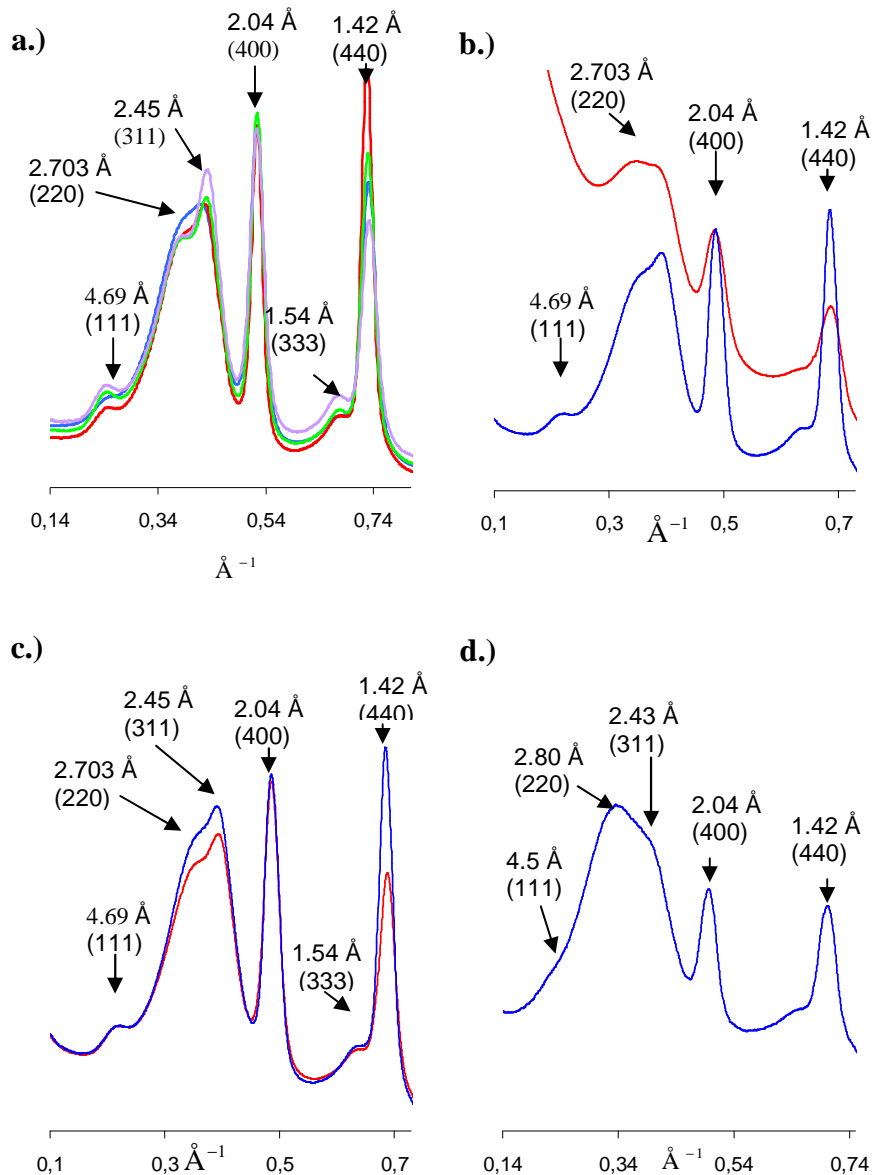 a.)
2.04 Å
(400)
1.42 Å
(440)
2.45 Å
(311)
2.703 Å
(220)
4.69 Å
(111)
1.54 Å
(333)
0,14 0,34 0,54 0,74
Å⁻¹
b.)
2.703 Å
(220)
2.04 Å
(400)
1.42 Å
(440)
4.69 Å
(111)
0,1 0,3 0,5 0,7
Å⁻¹
c.)
2.45 Å
(311)
2.04 Å
(400)
1.42 Å
(440)
2.703 Å
(220)
4.69 Å
(111)
1.54 Å
(333)
0,1 0,3 0,5 0,7
Å⁻¹
d.)
2.43 Å
(311)
2.80 Å
(220)
2.04 Å
(400)
1.42 Å
(440)
4.5 Å
(111)
0,14 0,34 0,54 0,74
Å⁻¹